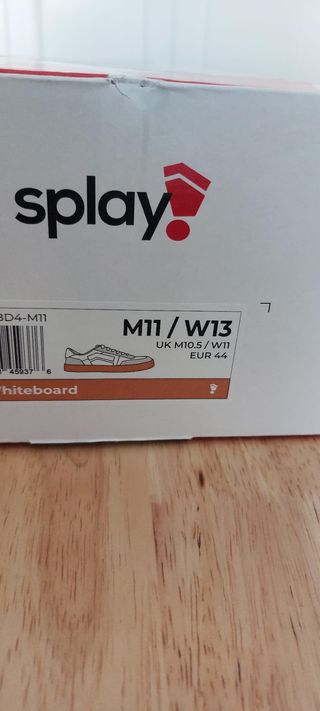 splay
BD4-M11
M11 / W13
UK M10.5 / W11
EUR 44
45937 6
Whiteboard